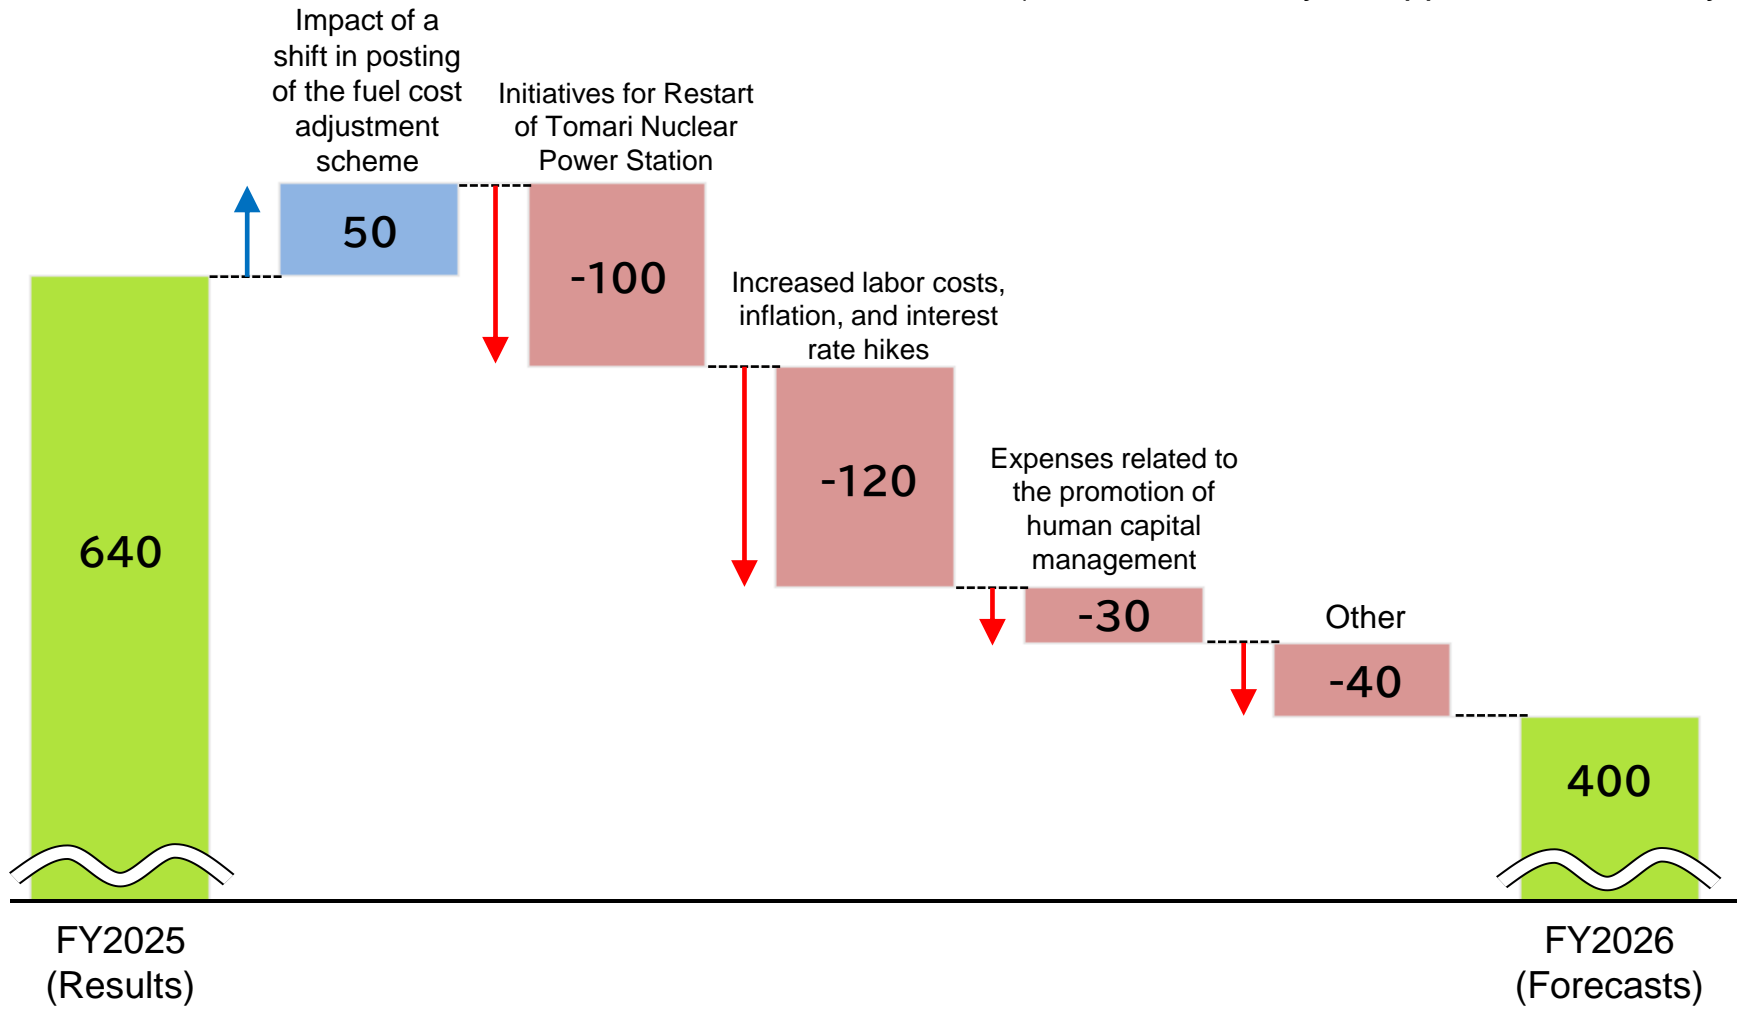 Impact of a
shift in posting
of the fuel cost
adjustment
scheme
50
Initiatives for Restart
of Tomari Nuclear
Power Station
-100
Increased labor costs,
inflation, and interest
rate hikes
-120
Expenses related to
the promotion of
human capital
management
-30
Other
-40
640
400
FY2025
(Results)
FY2026
(Forecasts)